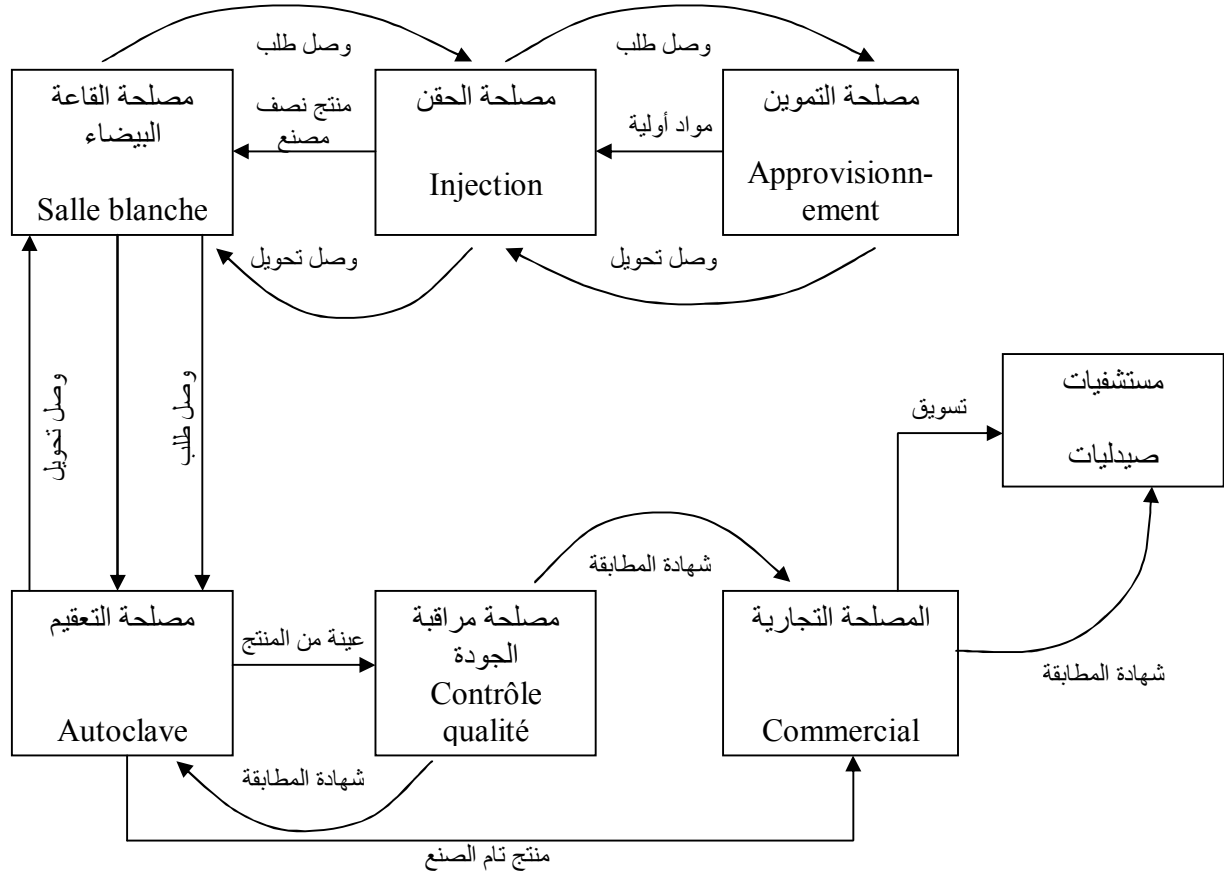 وصل طلب
وصل طلب
مصلحة القاعة
البيضاء
Salle blanche
منتج نصف
مصنع
مصلحة الحقن
Injection
مواد أولية
مصلحة التموين
Approvisionn-
ement
وصل تحويل
وصل تحويل
وصل تحويل
وصل طلب
مستشفيات
صيدليات
تسويق
شهادة المطابقة
مصلحة التعقيم
Autoclave
عينة من المنتج
مصلحة مراقبة
الجودة
Contrôle
qualité
المصلحة التجارية
Commercial
شهادة المطابقة
شهادة المطابقة
منتج تام الصنع